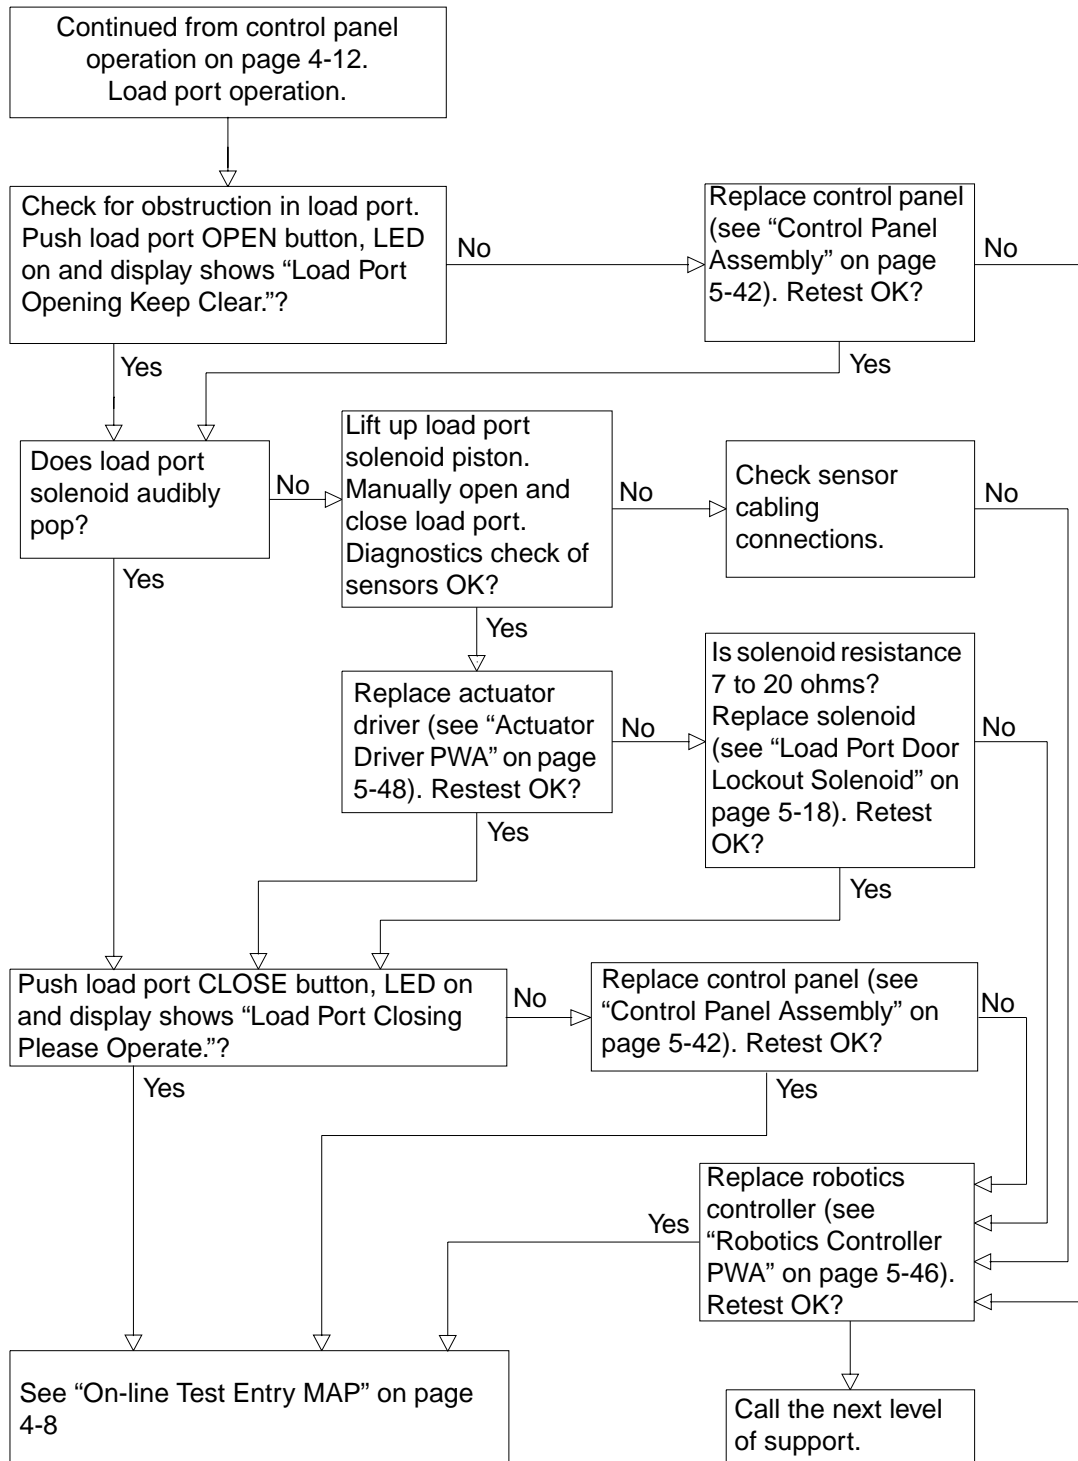 Continued from control panel
operation on page 4-12.
Load port operation.
Check for obstruction in load port.
Push load port OPEN button, LED
on and display shows “Load Port
Opening Keep Clear.”?
No
Replace control panel
(see “Control Panel
Assembly” on page
5-42). Retest OK?
No
Yes
Yes
Does load port
solenoid audibly
pop?
No
Lift up load port
solenoid piston.
Manually open and
close load port.
Diagnostics check of
sensors OK?
No
Check sensor
cabling
connections.
No
Yes
Yes
Replace actuator
driver (see “Actuator
Driver PWA” on page
5-48). Restest OK?
No
Is solenoid resistance
7 to 20 ohms?
Replace solenoid
(see “Load Port Door
Lockout Solenoid” on
page 5-18). Retest
OK?
No
Yes
Yes
Push load port CLOSE button, LED on
and display shows “Load Port Closing
Please Operate.”?
No
Replace control panel (see
“Control Panel Assembly” on
page 5-42). Retest OK?
No
Yes
Yes
Replace robotics
controller (see
“Robotics Controller
PWA” on page 5-46).
Retest OK?
Yes
See “On-line Test Entry MAP” on page
4-8
Call the next level
of support.